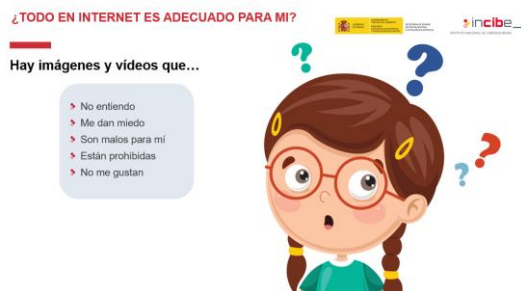 ¿TODO EN INTERNET ES ADECUADO PARA MI?
incibe_
Hay imágenes y vídeos que…
No entiendo
Me dan miedo
Son malos para mí
Están prohibidas
No me gustan